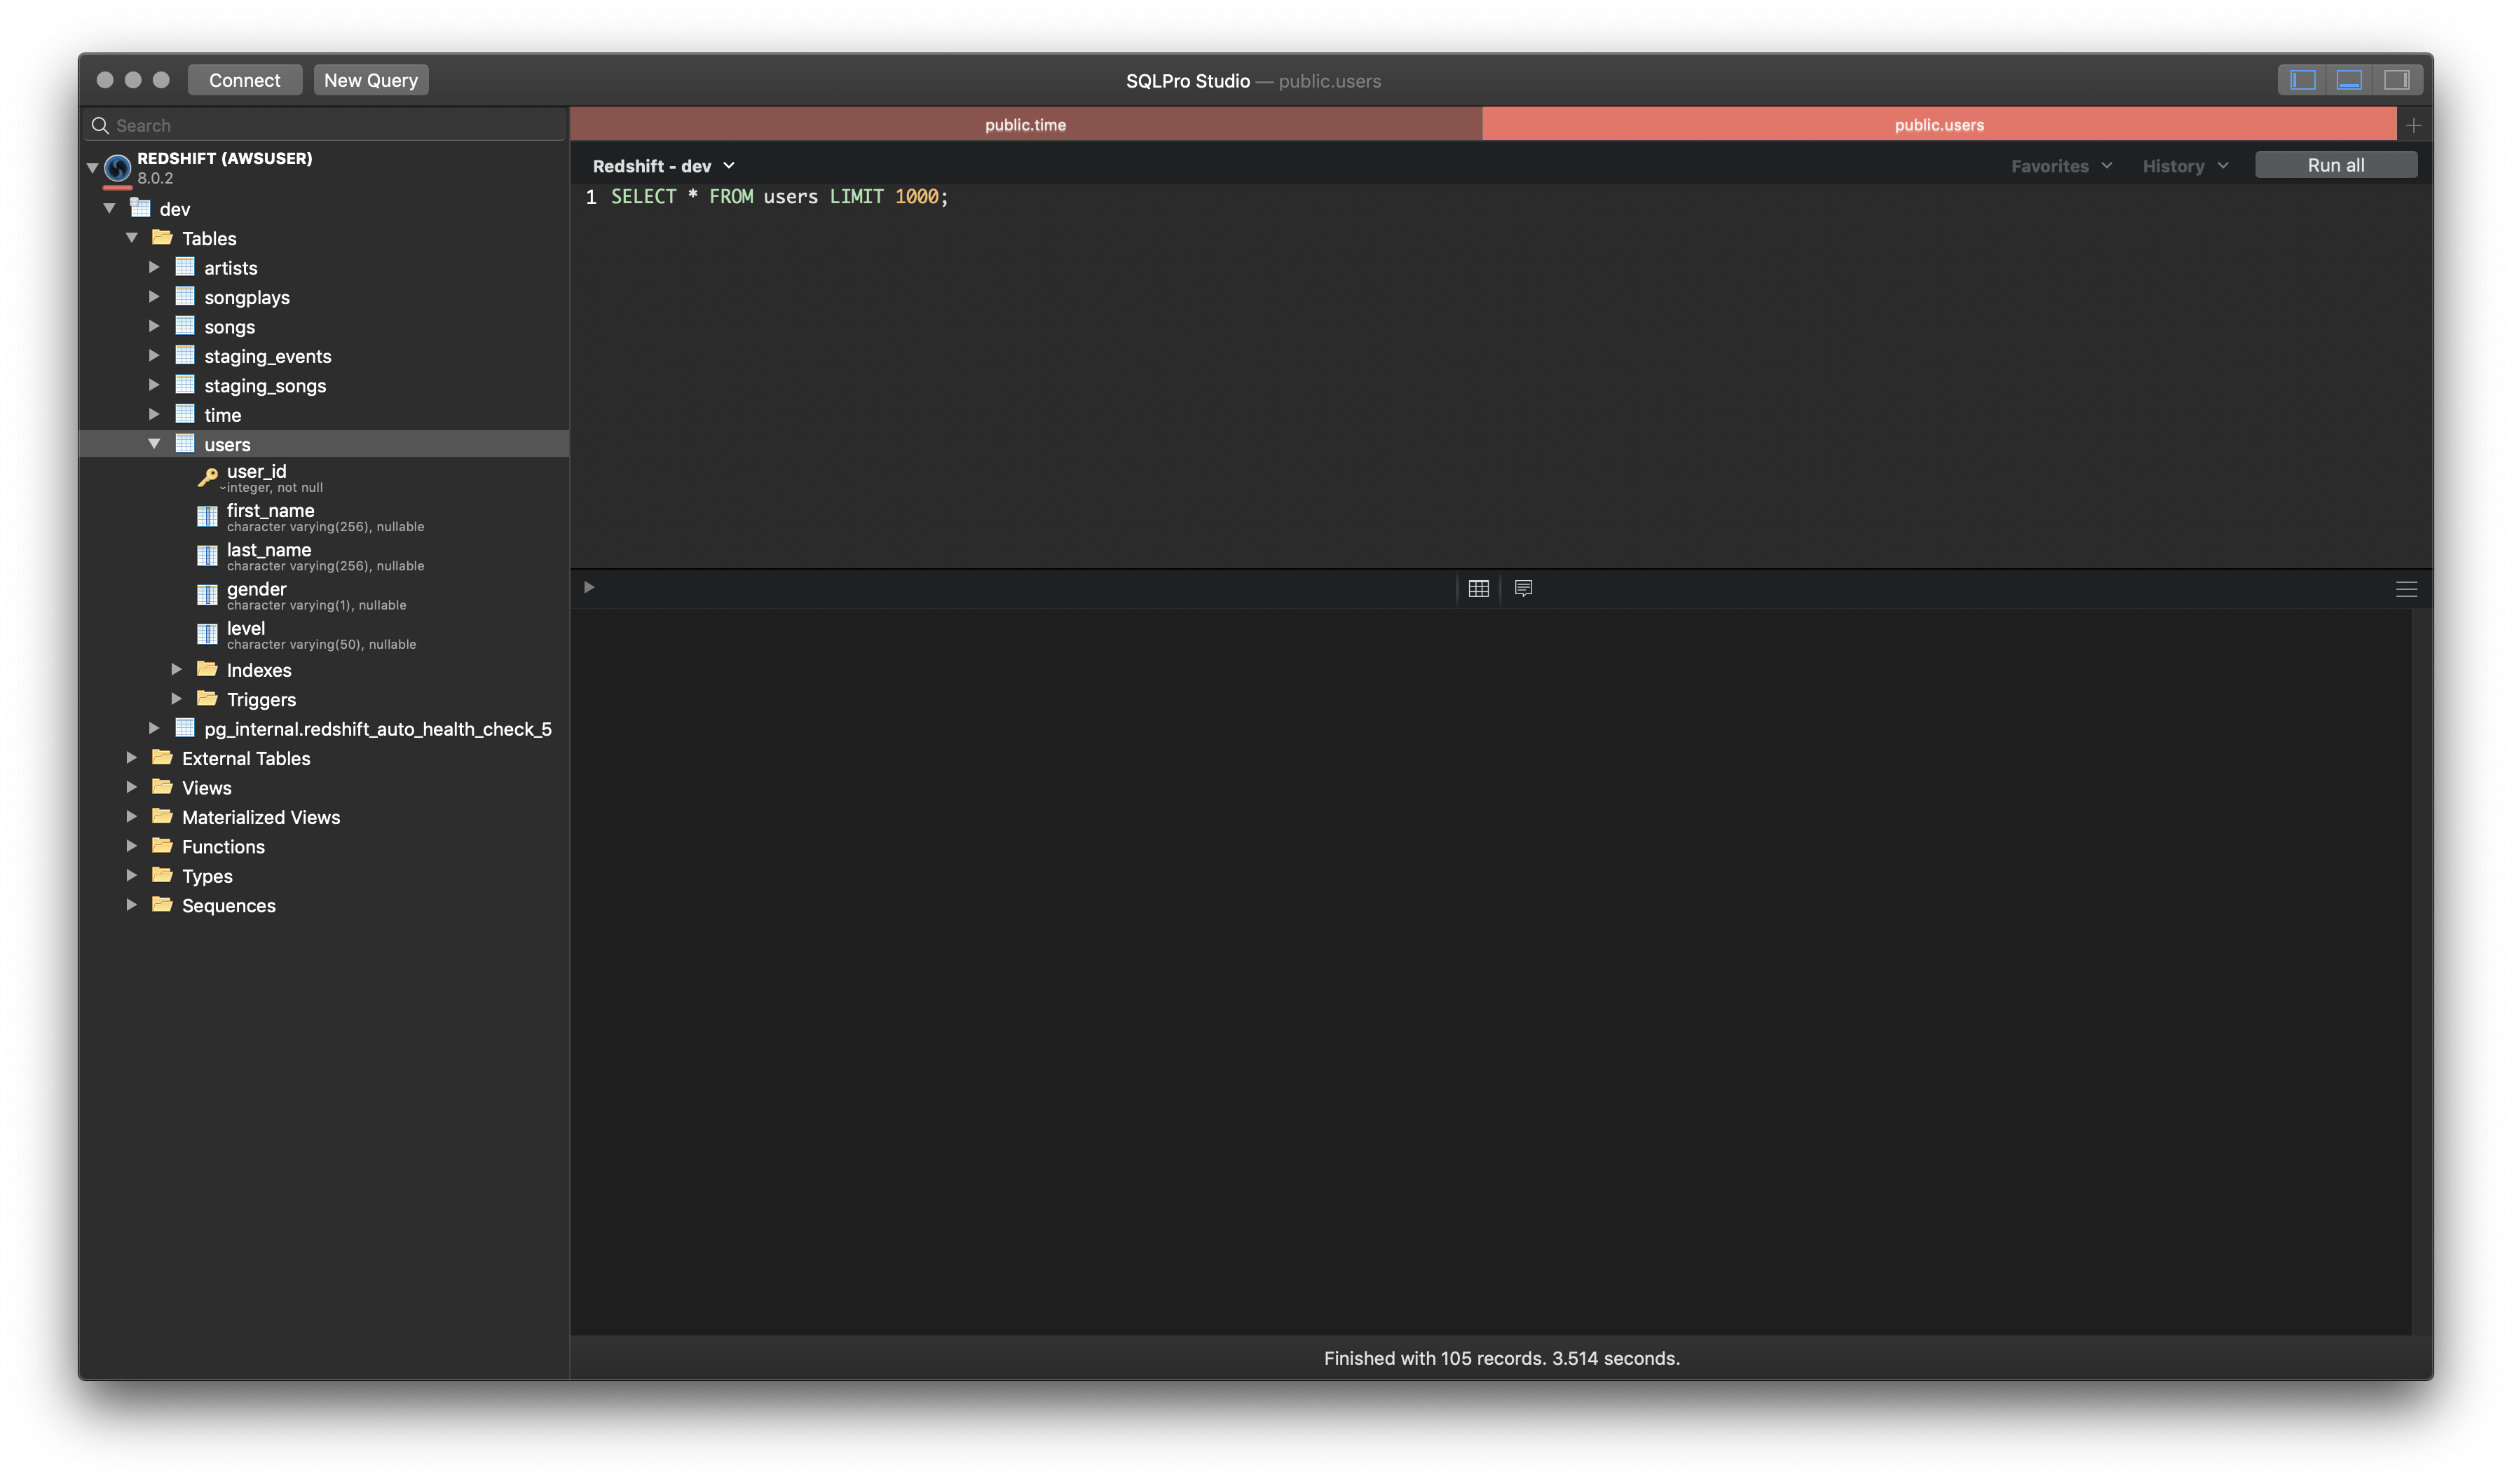 Connect
New Query
SQLPro Studio — public.users
Search
public.time
public.users
REDSHIFT (AWSUSER)
8.0.2
Redshift - dev
Favorites
History
Run all
1 SELECT * FROM users LIMIT 1000;
dev
Tables
artists
songplays
songs
staging_events
staging_songs
time
users
user_id
integer, not null
first_name
character varying(256), nullable
last_name
character varying(256), nullable
gender
character varying(1), nullable
level
character varying(50), nullable
Indexes
Triggers
pg_internal.redshift_auto_health_check_5
External Tables
Views
Materialized Views
Functions
Types
Sequences
Finished with 105 records. 3.514 seconds.